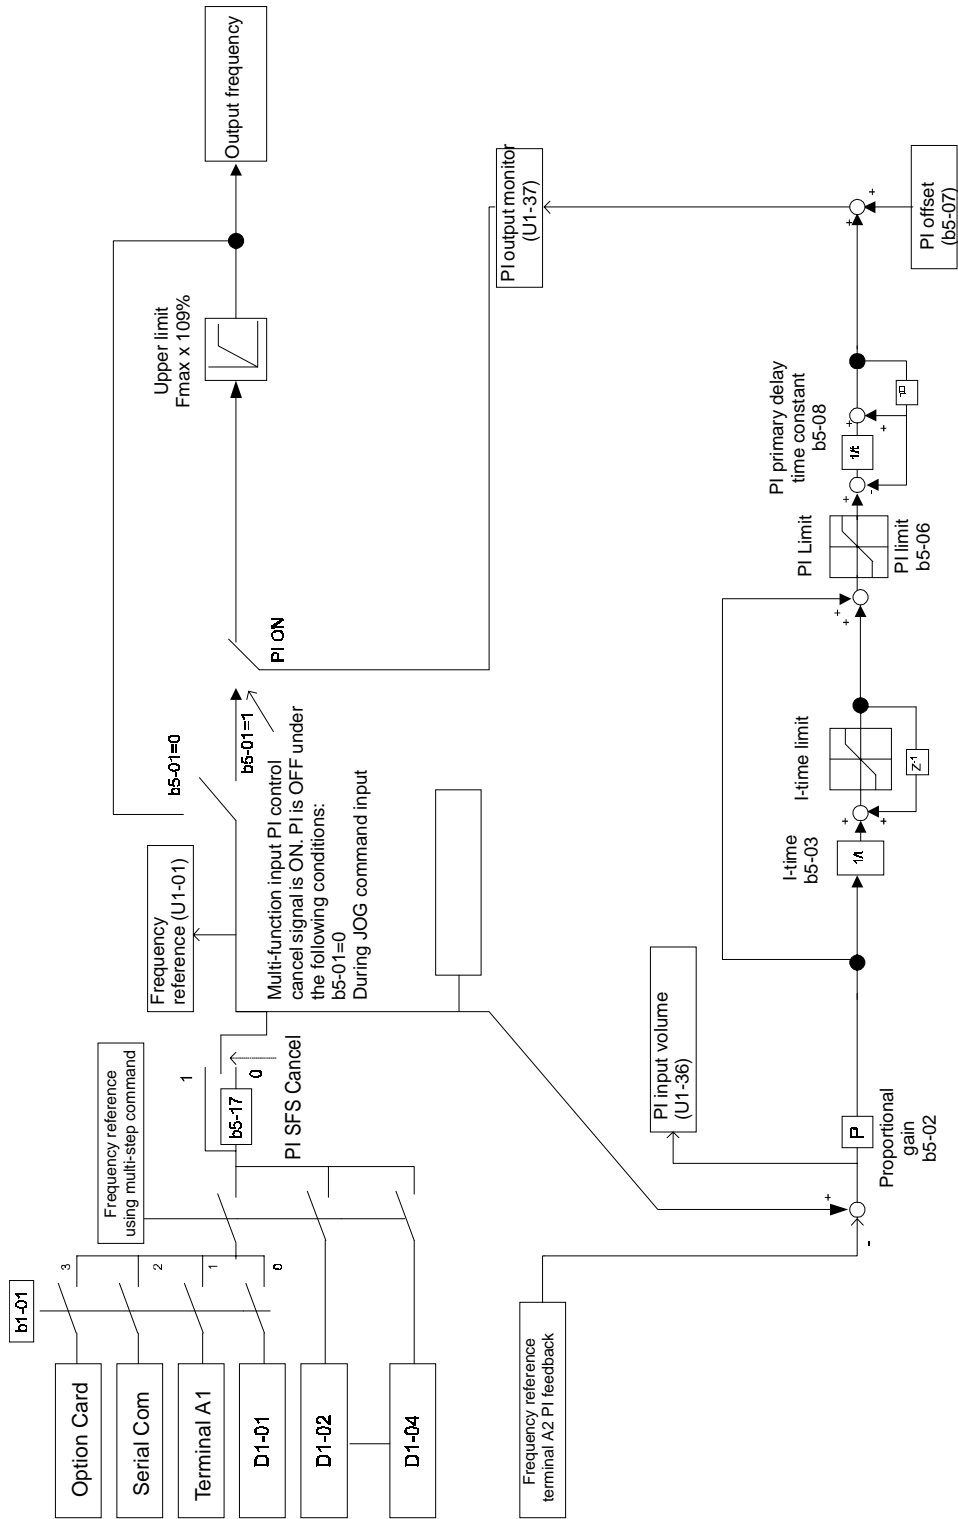 b1-01
Option Card
Serial Com
Terminal A1
D1-01
D1-02
D1-04
3
2
1
0
Frequency reference
using multi-step command
1
b5-17
0
PI SFS Cancel
Frequency
reference (U1-01)
b5-01=0
b5-01=1
Multi-function input PI control
cancel signal is ON. PI is OFF under
the following conditions:
b5-01=0
During JOG command input
PI ON
Upper limit
Fmax x 109%
Output frequency
Frequency reference
terminal A2 PI feedback
-
+
PI input volume
(U1-36)
P
Proportional
gain
b5-02
I-time
b5-03
1/t
+
+
I-time limit
Z-1
+
+
PI Limit
PI limit
b5-06
+
-
1/t
+
+
PI primary delay
time constant
b5-08
+
+
PI offset
(b5-07)
PI output monitor
(U1-37)